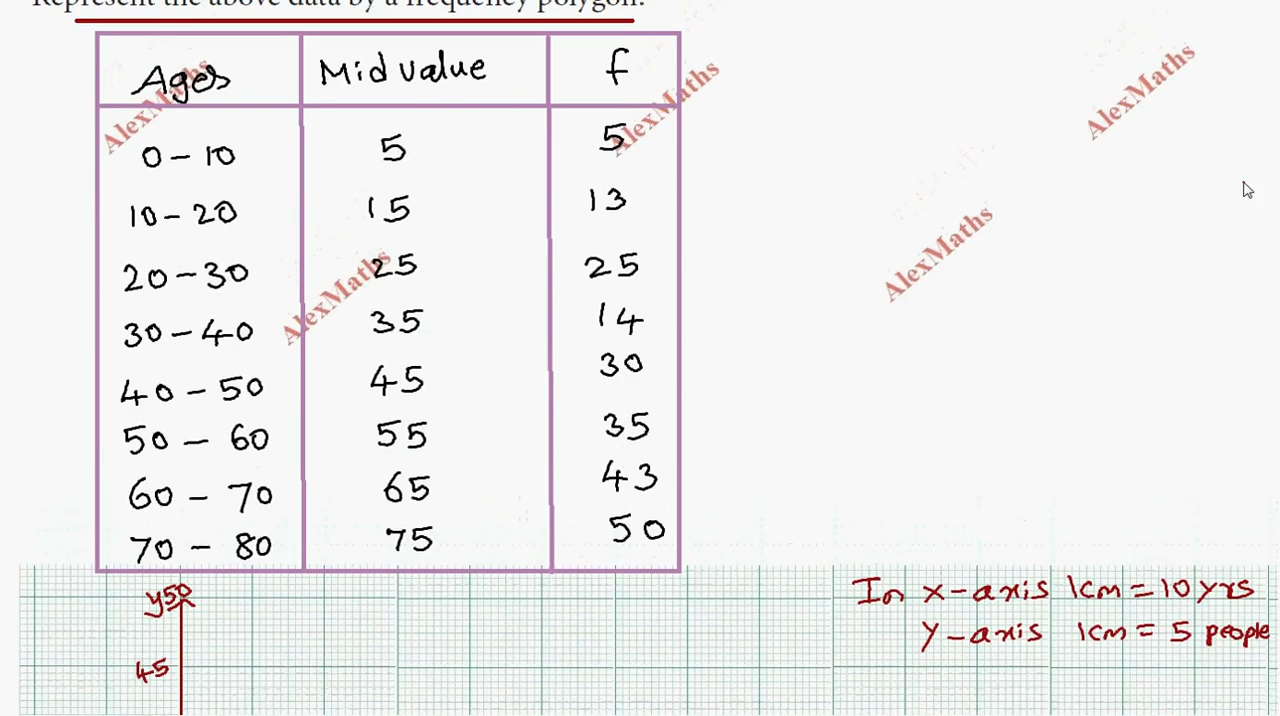 Represent the above data by a frequency polygon.
Ages Mid value f
0 - 10 5 5
10 - 20 15 13
20 - 30 25 25
30 - 40 35 14
40 - 50 45 30
50 - 60 55 35
60 - 70 65 43
70 - 80 75 50
AlexMaths
AlexMaths
AlexMaths
AlexMaths
AlexMaths
y50
45
In x-axis 1cm = 10 yrs
y-axis 1cm = 5 people